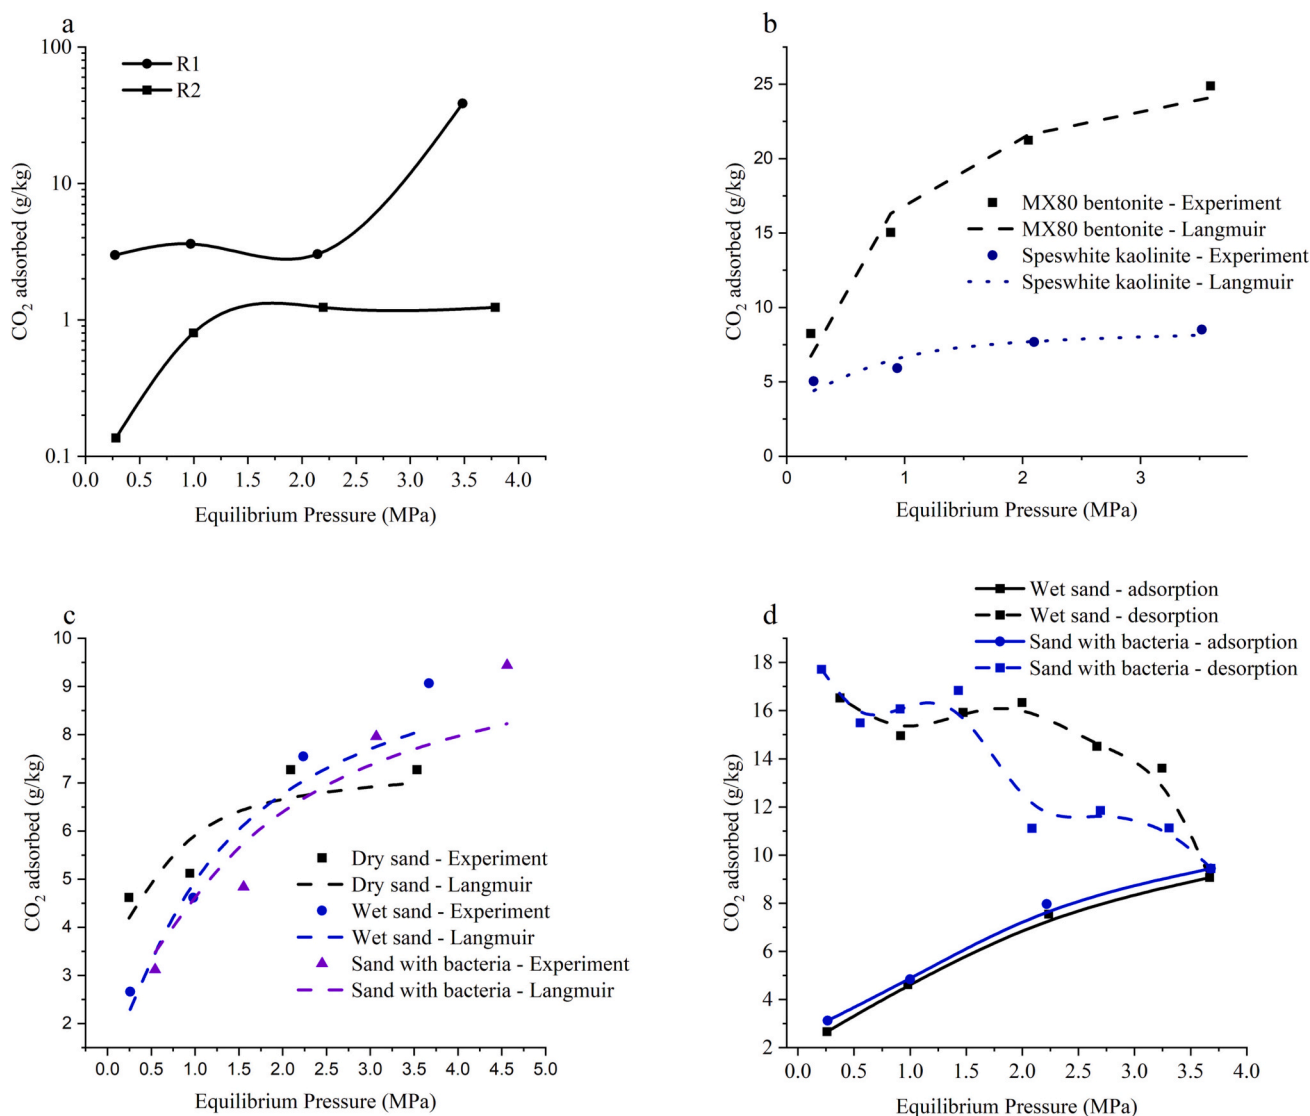 a
100
10
1
0.1
CO2 adsorbed (g/kg)
R1
R2
0.0 0.5 1.0 1.5 2.0 2.5 3.0 3.5 4.0
Equilibrium Pressure (MPa)
b
25
20
15
10
5
0
CO2 adsorbed (g/kg)
MX80 bentonite - Experiment
MX80 bentonite - Langmuir
Speswhite kaolinite - Experiment
Speswhite kaolinite - Langmuir
0 1 2 3
Equilibrium Pressure (MPa)
c
10
9
8
7
6
5
4
3
2
CO2 adsorbed (g/kg)
Dry sand - Experiment
Dry sand - Langmuir
Wet sand - Experiment
Wet sand - Langmuir
Sand with bacteria - Experiment
Sand with bacteria - Langmuir
0.0 0.5 1.0 1.5 2.0 2.5 3.0 3.5 4.0 4.5 5.0
Equilibrium Pressure (MPa)
d
Wet sand - adsorption
Wet sand - desorption
Sand with bacteria - adsorption
Sand with bacteria - desorption
18
16
14
12
10
8
6
4
2
CO2 adsorbed (g/kg)
0.0 0.5 1.0 1.5 2.0 2.5 3.0 3.5 4.0
Equilibrium Pressure (MPa)